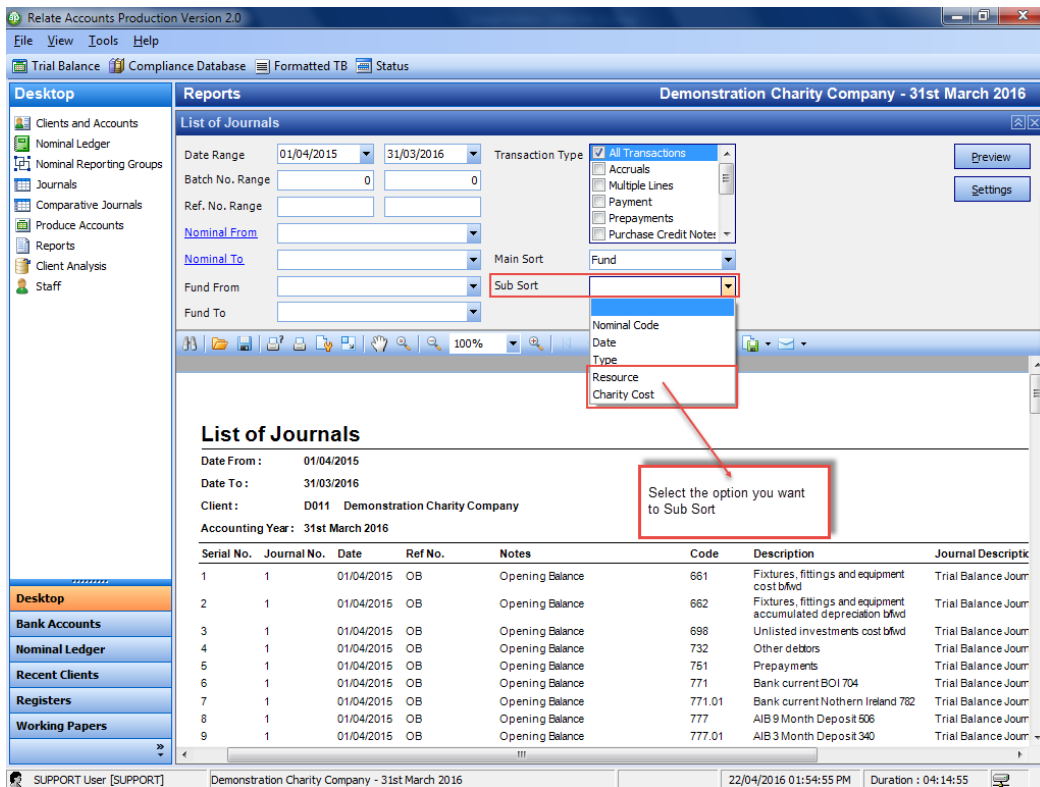 Relate Accounts Production Version 2.0
File View Tools Help
Trial Balance Compliance Database Formatted TB Status
Desktop
Clients and Accounts
Nominal Ledger
Nominal Reporting Groups
Journals
Comparative Journals
Produce Accounts
Reports
Client Analysis
Staff
Desktop
Bank Accounts
Nominal Ledger
Recent Clients
Registers
Working Papers
Reports Demonstration Charity Company - 31st March 2016
List of Journals
Date Range 01/04/2015 31/03/2016
Batch No. Range 0 0
Ref. No. Range
Nominal From
Nominal To
Fund From
Fund To
Transaction Type
All Transactions
Accruals
Multiple Lines
Payment
Prepayments
Purchase Credit Notes
Main Sort Fund
Sub Sort
Nominal Code
Date
Type
Resource
Charity Cost
Preview
Settings
100%
List of Journals
Date From : 01/04/2015
Date To : 31/03/2016
Client : D011 Demonstration Charity Company
Accounting Year : 31st March 2016
Select the option you want
to Sub Sort
Serial No. Journal No. Date Ref No. Notes Code Description Journal Descriptic
1 1 01/04/2015 OB Opening Balance 661 Fixtures, fittings and equipment cost b/fwd Trial Balance Journ
2 1 01/04/2015 OB Opening Balance 662 Fixtures, fittings and equipment accumulated depreciation b/fwd Trial Balance Journ
3 1 01/04/2015 OB Opening Balance 698 Unlisted investments cost b/fwd Trial Balance Journ
4 1 01/04/2015 OB Opening Balance 732 Other debtors Trial Balance Journ
5 1 01/04/2015 OB Opening Balance 751 Prepayments Trial Balance Journ
6 1 01/04/2015 OB Opening Balance 771 Bank current BOI 704 Trial Balance Journ
7 1 01/04/2015 OB Opening Balance 771.01 Bank current Nothern Ireland 782 Trial Balance Journ
8 1 01/04/2015 OB Opening Balance 777 AIB 9 Month Deposit 506 Trial Balance Journ
9 1 01/04/2015 OB Opening Balance 777.01 AIB 3 Month Deposit 340 Trial Balance Journ
SUPPORT User [SUPPORT] Demonstration Charity Company - 31st March 2016 22/04/2016 01:54:55 PM Duration : 04:14:55